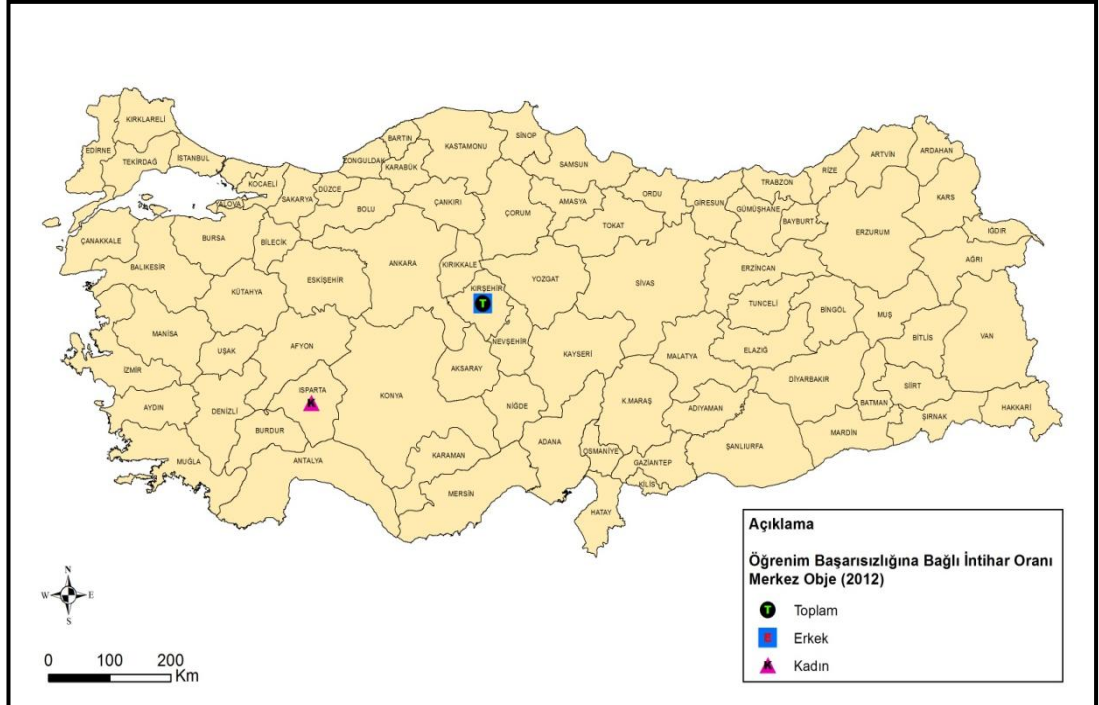 KIRKLARELİ
EDİRNE
TEKİRDAĞ
İSTANBUL
KOCAELİ
YALOVA
SAKARYA
DÜZCE
ZONGULDAK
BARTIN
KARABÜK
KASTAMONU
SİNOP
SAMSUN
ORDU
GİRESUN
TRABZON
RİZE
ARTVİN
ARDAHAN
KARS
IĞDIR
AĞRI
ERZURUM
BAYBURT
GÜMÜŞHANE
TOKAT
AMASYA
ÇORUM
ÇANKIRI
BOLU
BİLECİK
BURSA
ÇANAKKALE
BALIKESİR
KÜTAHYA
ESKİŞEHİR
ANKARA
KIRIKKALE
KIRŞEHİR
T
YOZGAT
SİVAS
ERZİNCAN
TUNCELİ
BİNGÖL
MUŞ
BİTLİS
VAN
HAKKARİ
ŞIRNAK
SİİRT
BATMAN
MARDİN
DİYARBAKIR
ELAZIĞ
MALATYA
ADIYAMAN
ŞANLIURFA
K.MARAŞ
GAZİANTEP
KİLİS
OSMANİYE
HATAY
ADANA
KAYSERİ
NEVŞEHİR
NİĞDE
AKSARAY
KONYA
KARAMAN
MERSİN
ANTALYA
ISPARTA
K
BURDUR
AFYON
UŞAK
MANİSA
İZMİR
AYDIN
DENİZLİ
MUĞLA
N
W E
S
0 100 200
Km
Açıklama
Öğrenim Başarısızlığına Bağlı İntihar Oranı
Merkez Obje (2012)
T Toplam
E Erkek
K Kadın